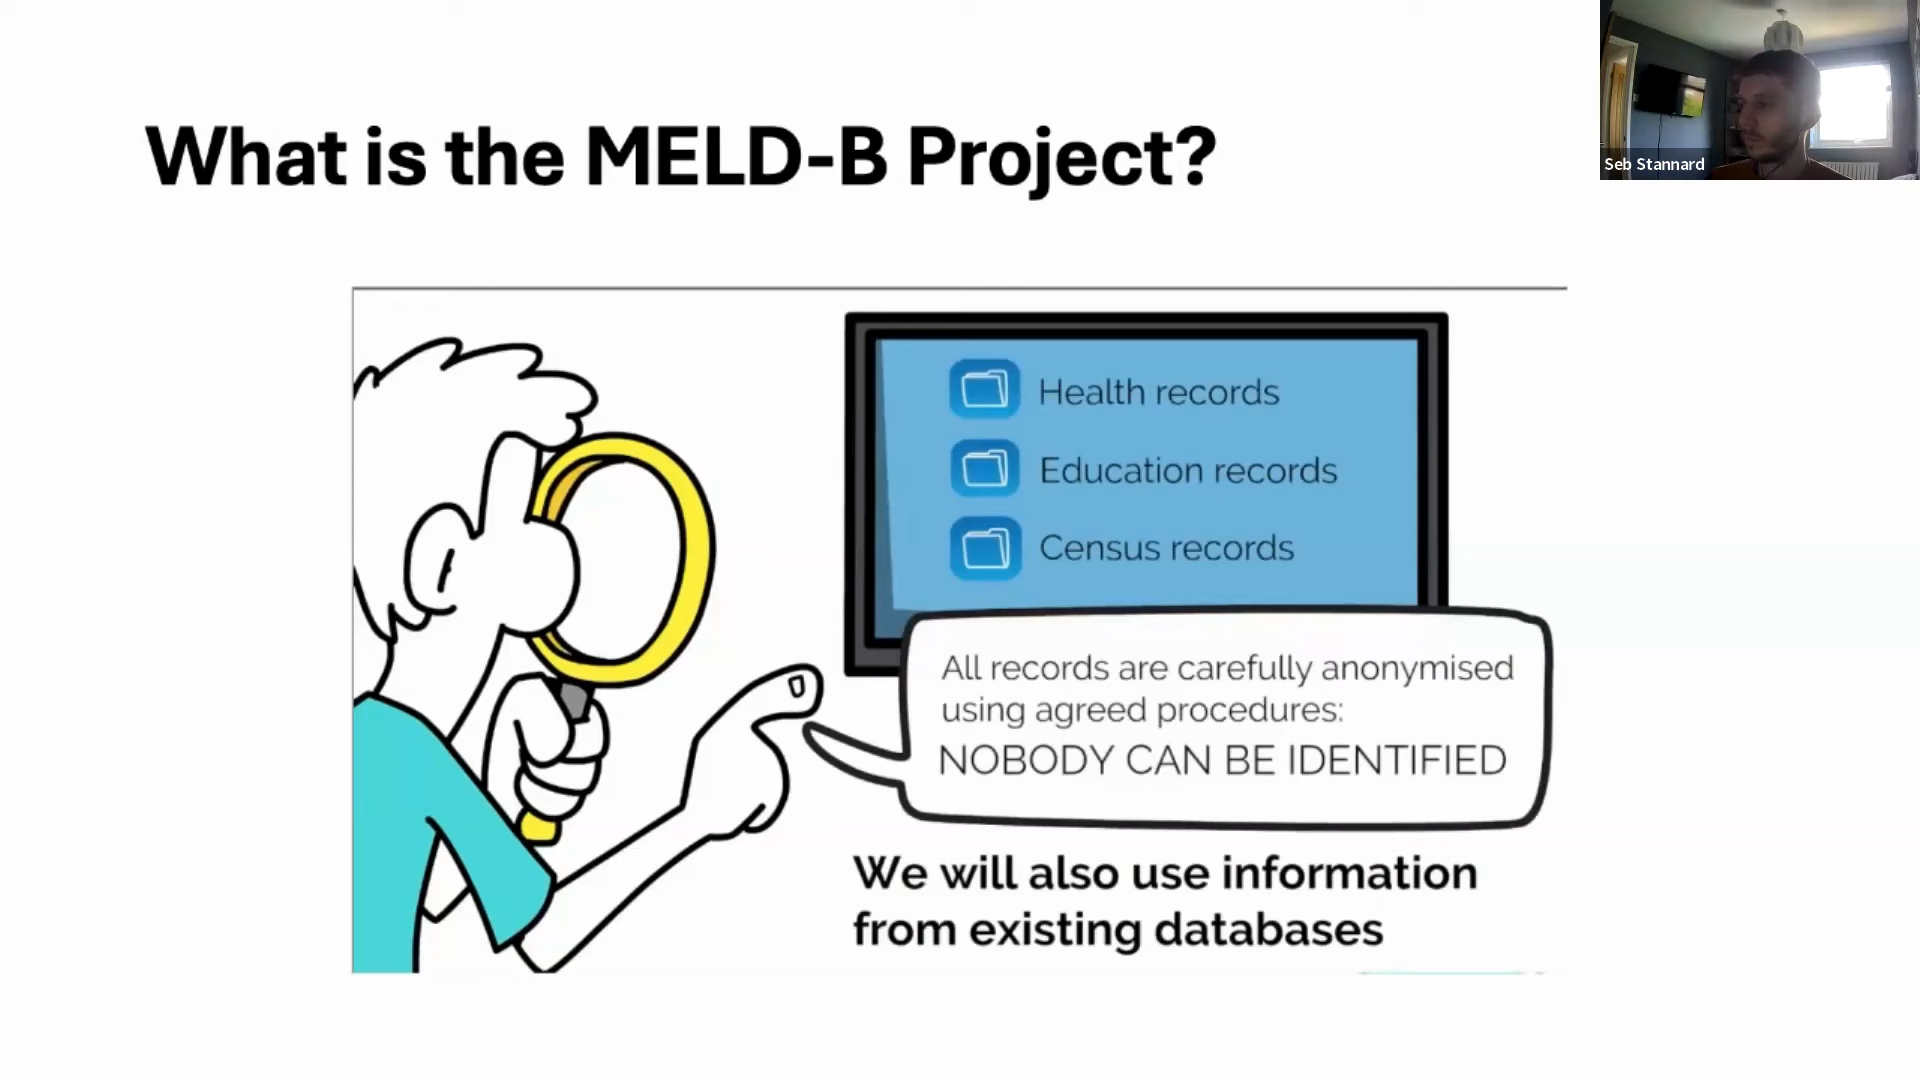 What is the MELD-B Project?
Seb Stannard
Health records
Education records
Census records
All records are carefully anonymised
using agreed procedures:
NOBODY CAN BE IDENTIFIED
We will also use information
from existing databases